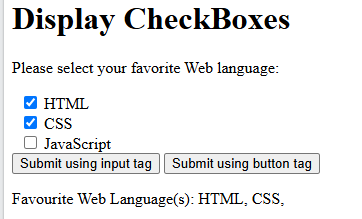 Display CheckBoxes
Please select your favorite Web language:
HTML
CSS
JavaScript
Submit using input tag Submit using button tag
Favourite Web Language(s): HTML, CSS,